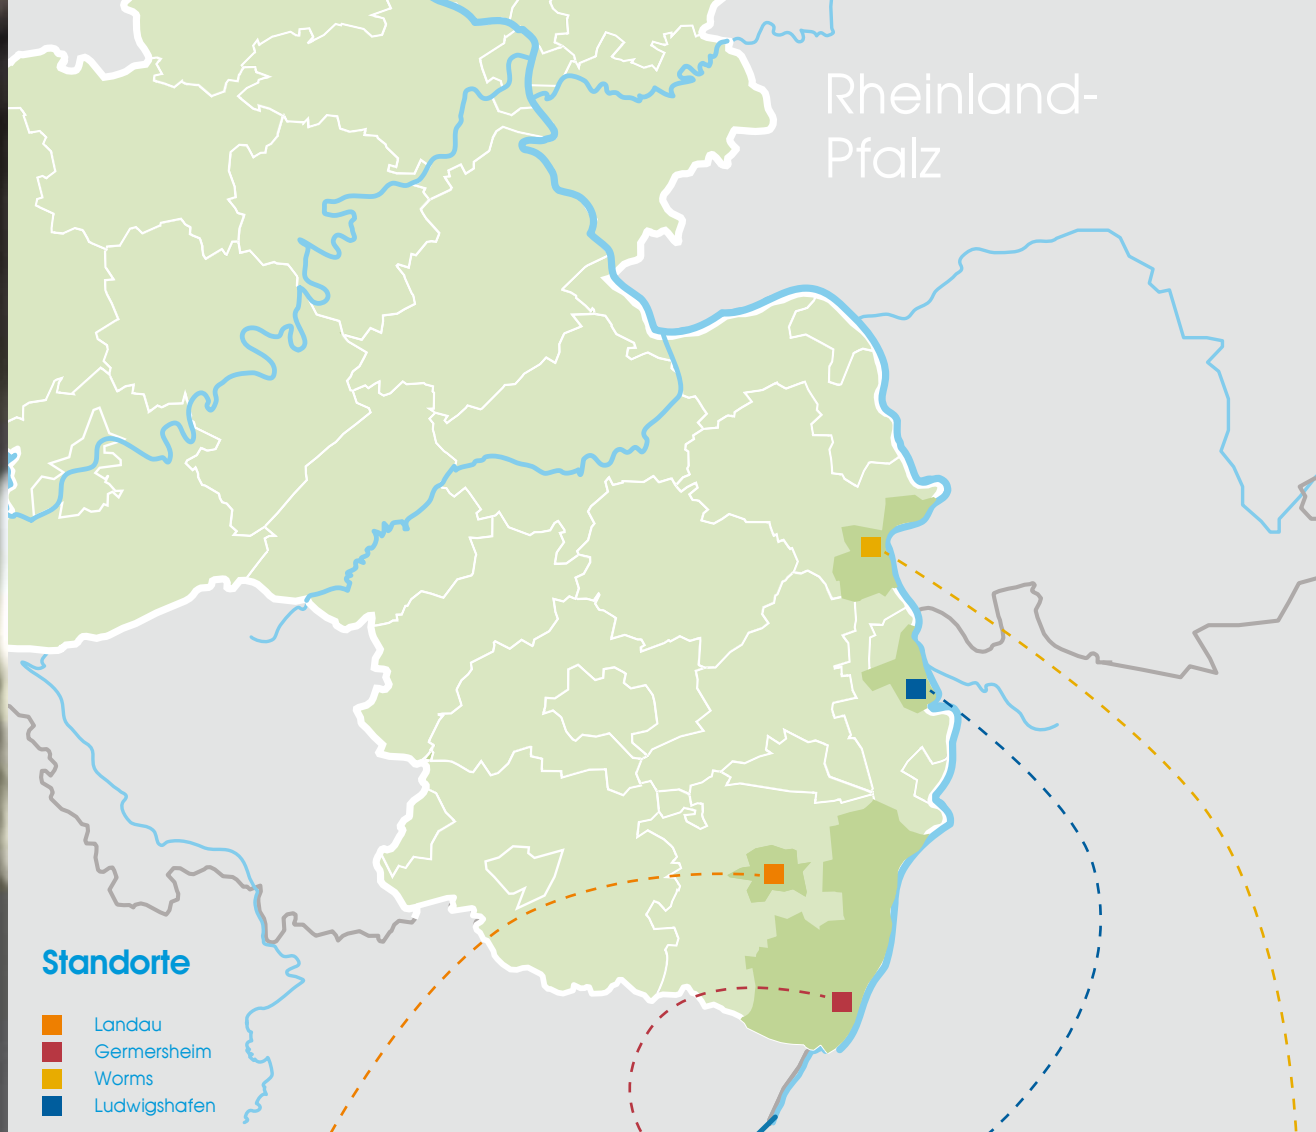 Rheinland-
Pfalz
Standorte
Landau
Germersheim
Worms
Ludwigshafen